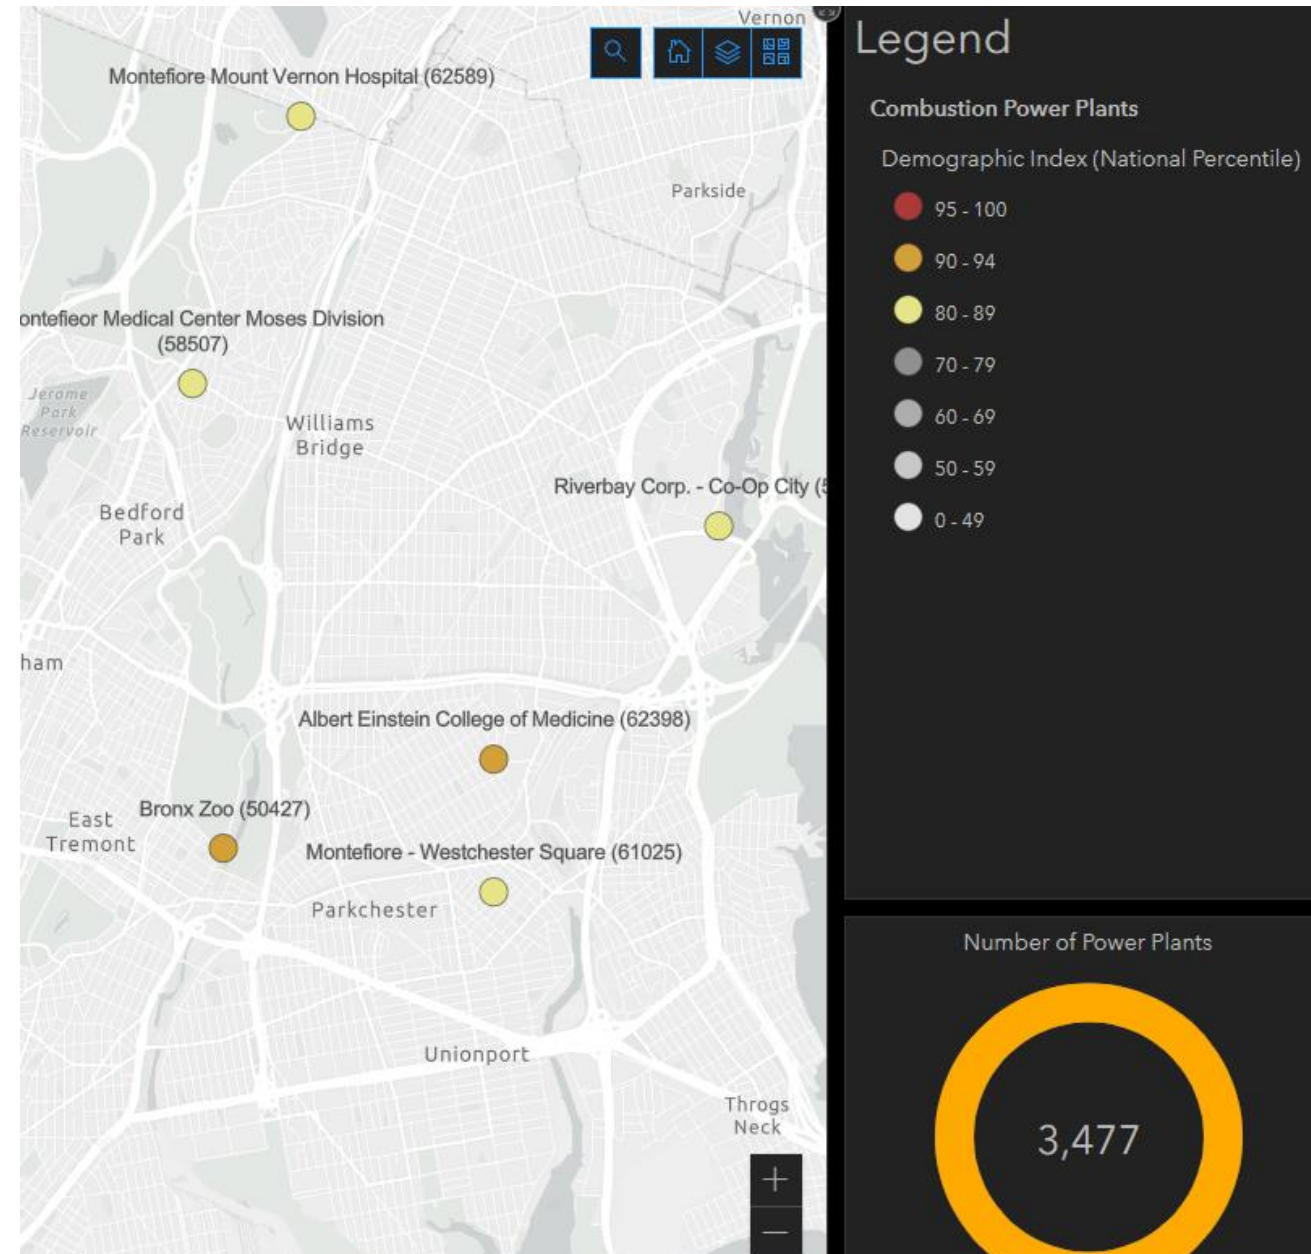 Vernon
Montefiore Mount Vernon Hospital (62589)
Parkside
ontefieor Medical Center Moses Division
(58507)
Jerome
Park
Reservoir
Williams
Bridge
Riverbay Corp. - Co-Op City (5
Bedford
Park
ham
Albert Einstein College of Medicine (62398)
Bronx Zoo (50427)
East
Tremont
Montefiore - Westchester Square (61025)
Parkchester
Unionport
Throgs
Neck
+
−
Legend
Combustion Power Plants
Demographic Index (National Percentile)
95 - 100
90 - 94
80 - 89
70 - 79
60 - 69
50 - 59
0 - 49
Number of Power Plants
3,477